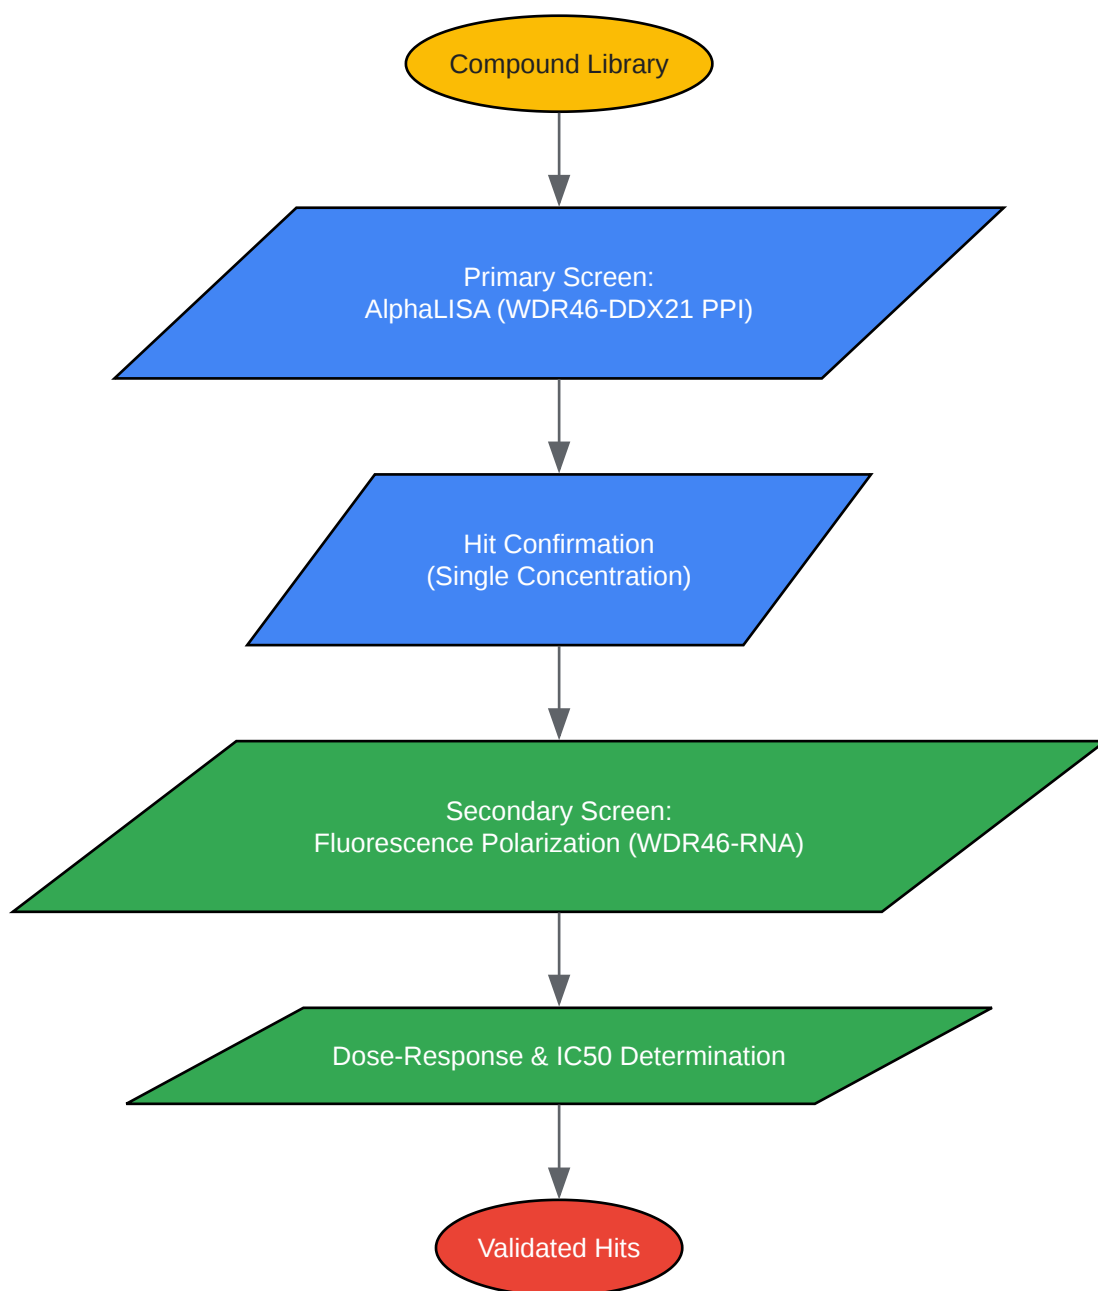 Compound Library
Primary Screen:
AlphaLISA (WDR46-DDX21 PPI)
Hit Confirmation
(Single Concentration)
Secondary Screen:
Fluorescence Polarization (WDR46-RNA)
Dose-Response & IC50 Determination
Validated Hits